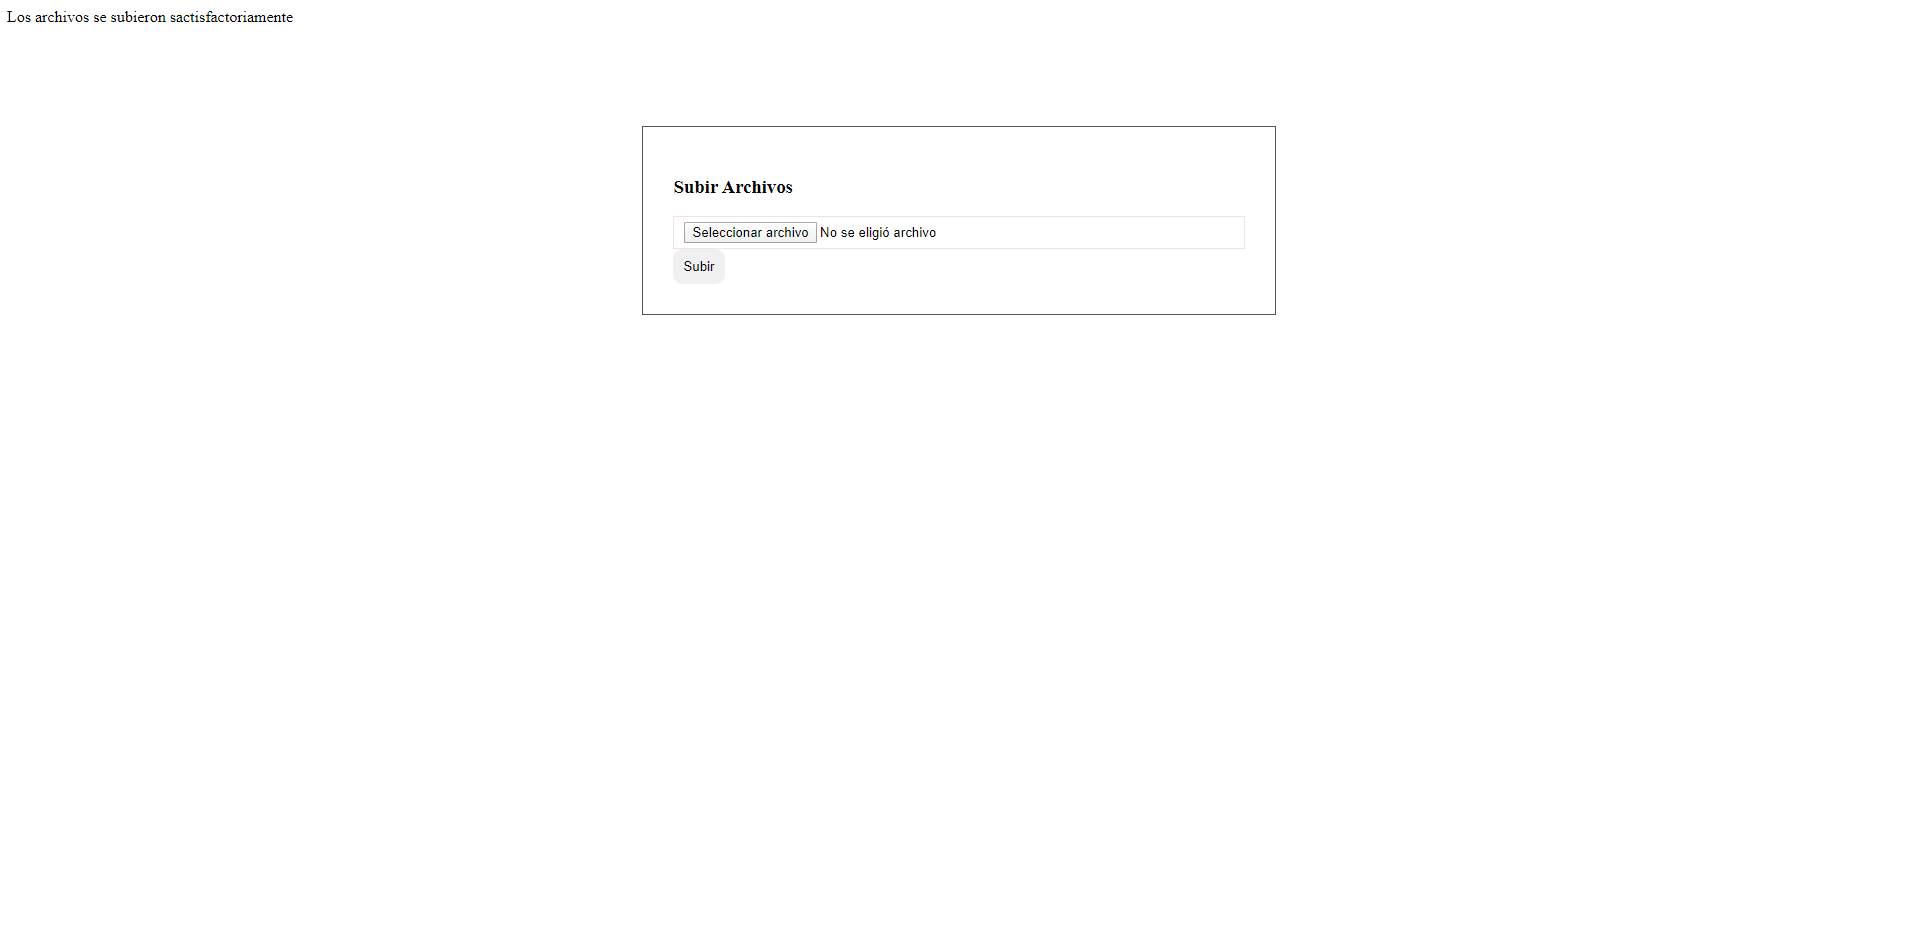 Los archivos se subieron sactisfactoriamente
Subir Archivos
Seleccionar archivo No se eligió archivo
Subir